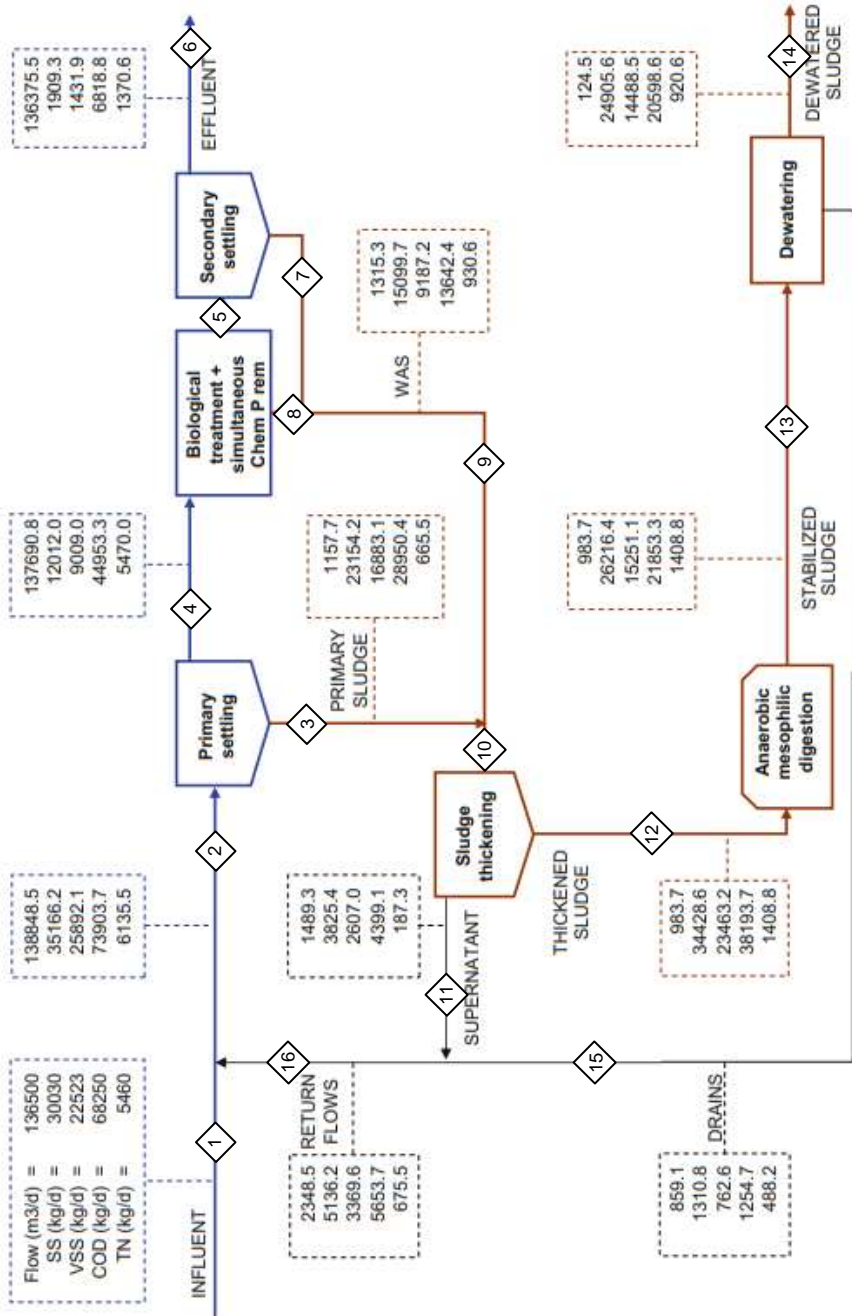 Flow (m3/d) = 136500
SS (kg/d) = 30030
VSS (kg/d) = 22523
COD (kg/d) = 68250
TN (kg/d) = 5460
138848.5
35166.2
25892.1
73903.7
6135.5
137690.8
12012.0
9009.0
44953.3
5470.0
136375.5
1909.3
1431.9
6818.8
1370.6
INFLUENT
1
2
Primary
settling
4
Biological
treatment +
simultaneous
Chem P rem
5
Secondary
settling
6
EFFLUENT
3
PRIMARY
SLUDGE
1157.7
23154.2
16883.1
28950.4
665.5
8
7
WAS
1315.3
15099.7
9187.2
13642.4
930.6
9
10
16
RETURN
FLOWS
2348.5
5136.2
3369.6
5653.7
675.5
1489.3
3825.4
2607.0
4399.1
187.3
11
SUPERNATANT
Sludge
thickening
THICKENED
SLUDGE
12
15
DRAINS
859.1
1310.8
762.6
1254.7
488.2
983.7
34428.6
23463.2
38193.7
1408.8
Anaerobic
mesophilic
digestion
983.7
26216.4
15251.1
21853.3
1408.8
STABILIZED
SLUDGE
13
Dewatering
124.5
24905.6
14488.5
20598.6
920.6
14
DEWATERED
SLUDGE